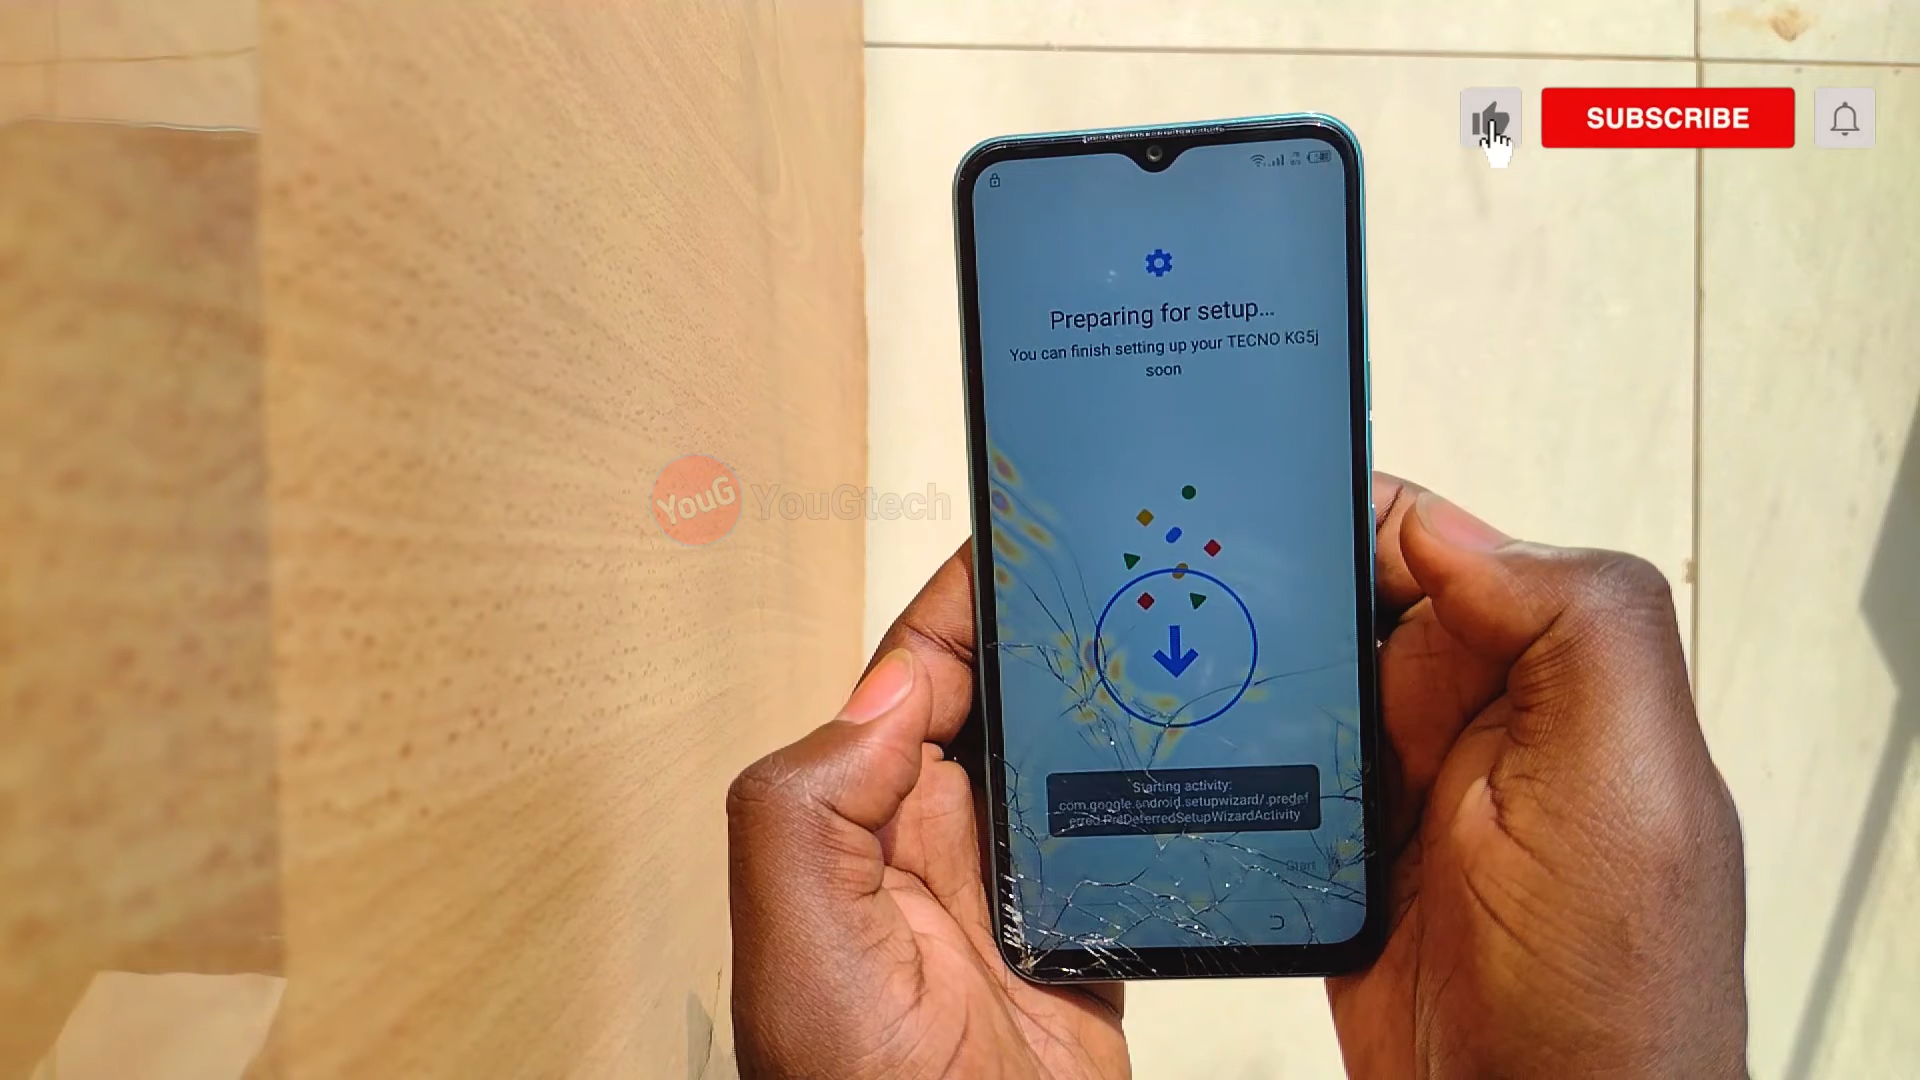 SUBSCRIBE
Preparing for setup...
You can finish setting up your TECNO KG5j
soon
YouG YouGtech
Starting activity:
com.google.android.setupwizard/.predef
erred.PreDeferredSetupWizardActivity
Start